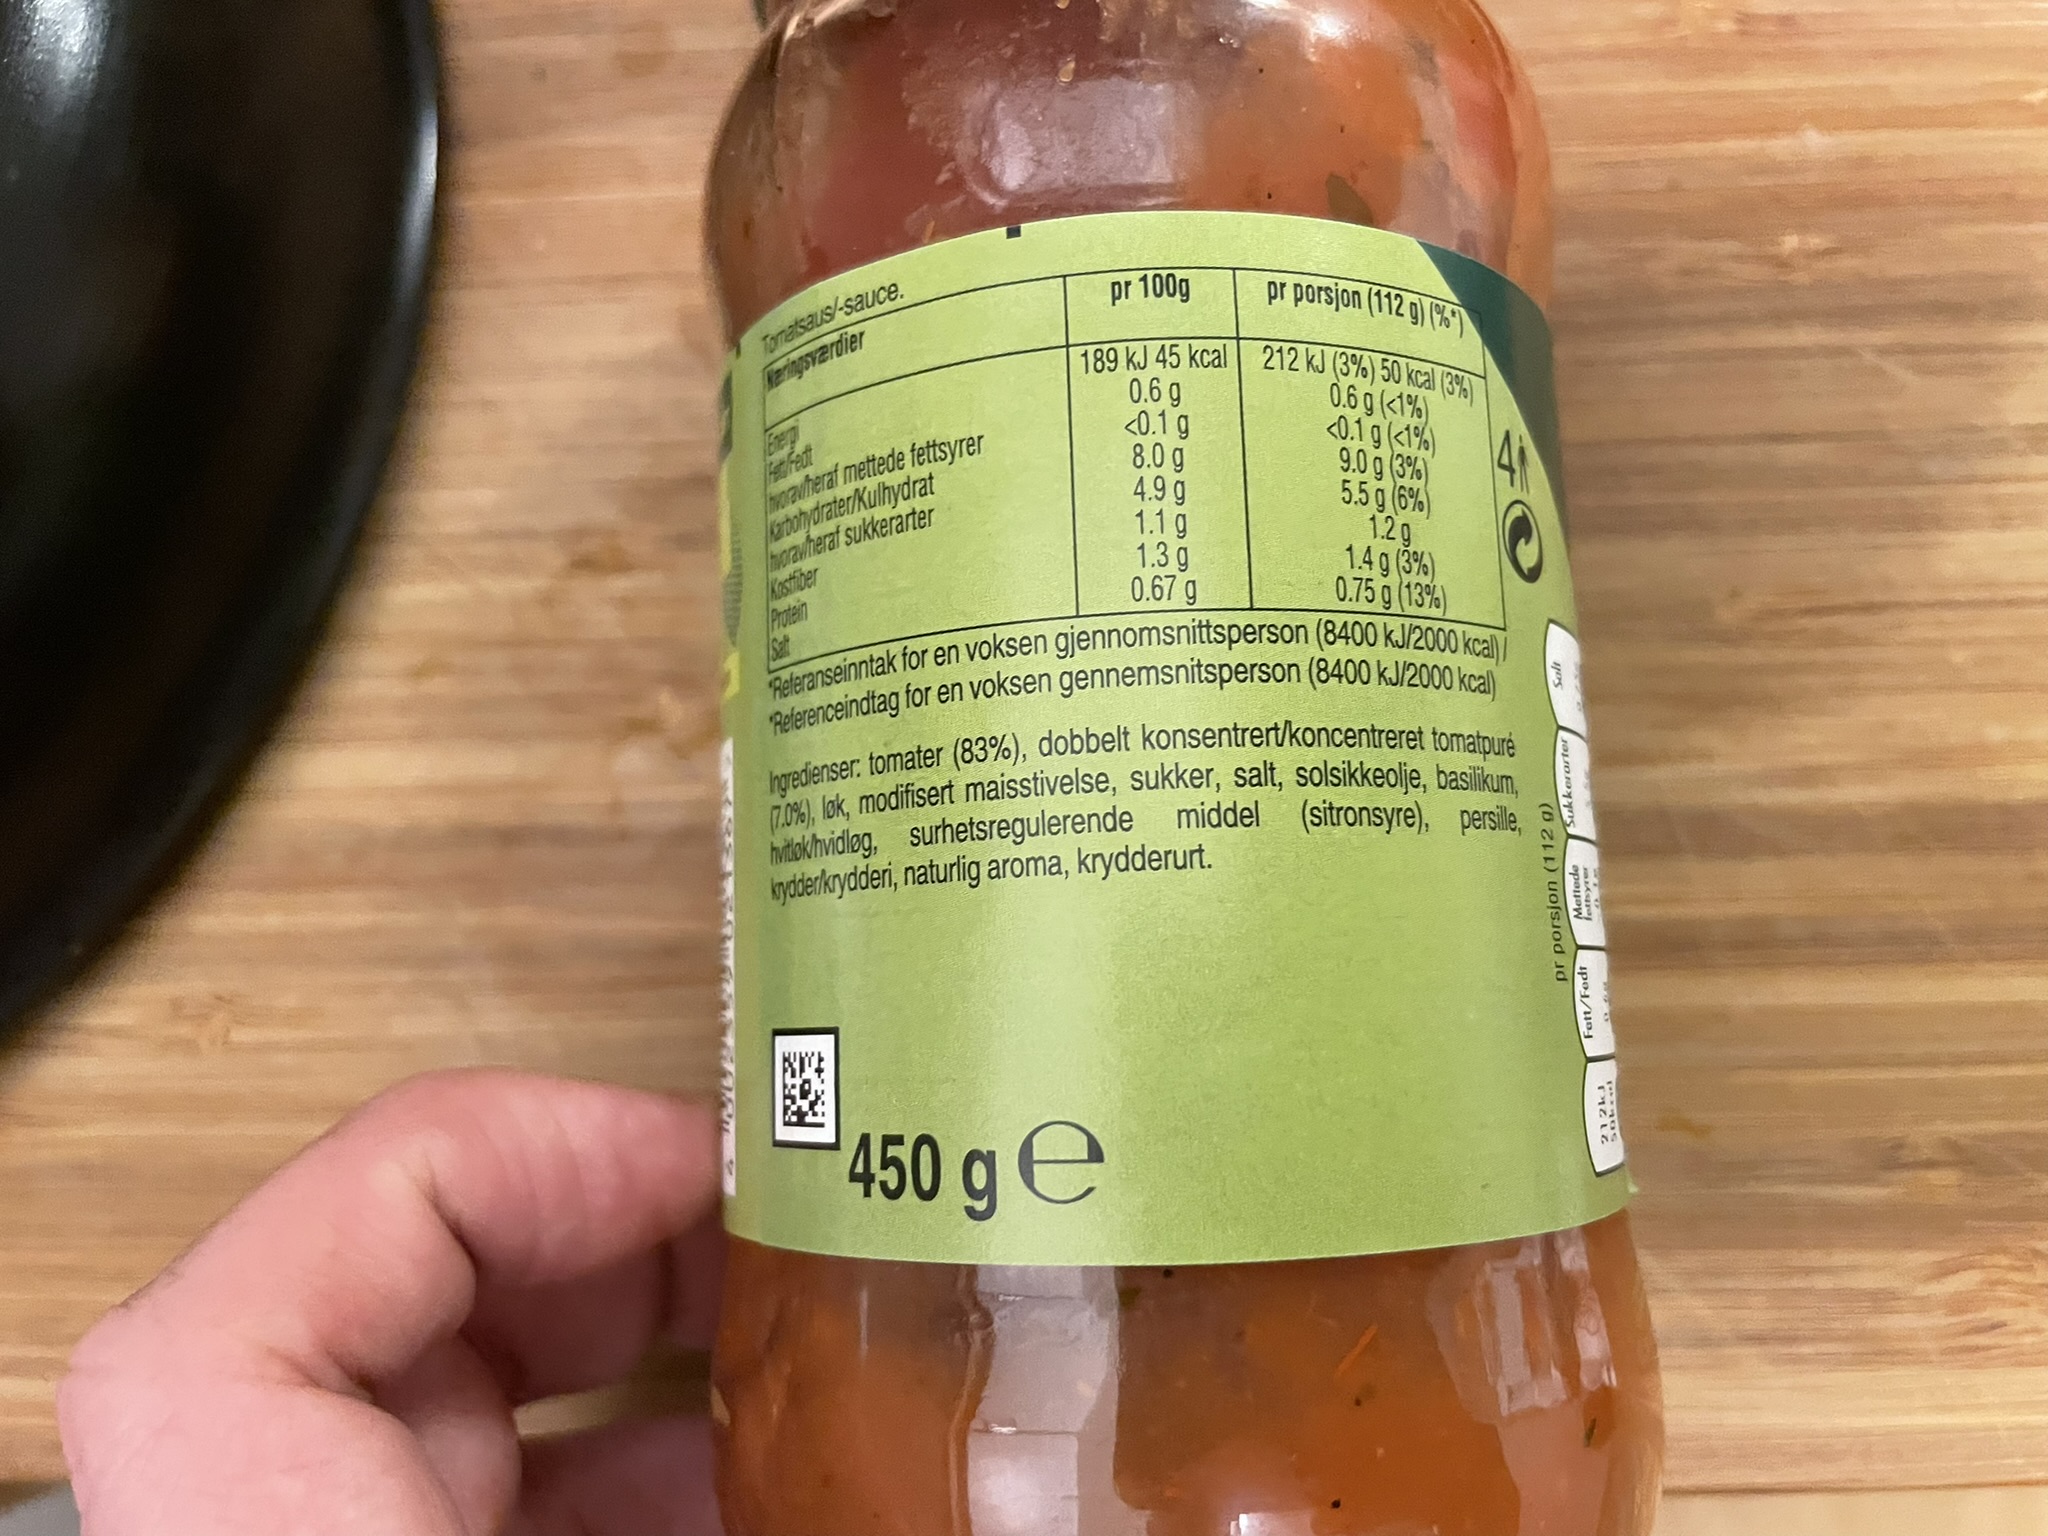 Tomatsaus/-sauce.
Næringsværdier pr 100g pr porsjon (112 g) (%*)
Energi 189 kJ 45 kcal 212 kJ (3%) 50 kcal (3%)
Fett/Fedt 0.6 g 0.6 g (<1%)
hvorav/heraf mettede fettsyrer <0.1 g <0.1 g (<1%)
Karbohydrater/Kulhydrat 8.0 g 9.0 g (3%)
hvorav/heraf sukkerarter 4.9 g 5.5 g (6%)
Kostfiber 1.1 g 1.2 g
Protein 1.3 g 1.4 g (3%)
Salt 0.67 g 0.75 g (13%)
*Referanseinntak for en voksen gjennomsnittsperson (8400 kJ/2000 kcal) /
*Referenceindtag for en voksen gennemsnitsperson (8400 kJ/2000 kcal)
Ingredienser: tomater (83%), dobbelt konsentrert/koncentreret tomatpuré
(7.0%), løk, modifisert maisstivelse, sukker, salt, solsikkeolje, basilikum,
hvitløk/hvidløg, surhetsregulerende middel (sitronsyre), persille,
krydder/krydderi, naturlig aroma, krydderurt.
450 g e
4
pr porsjon (112 g)
212kJ
50kcal
Fett/Fedt
Mettede
fettsyrer
Sukkerarter
Salt